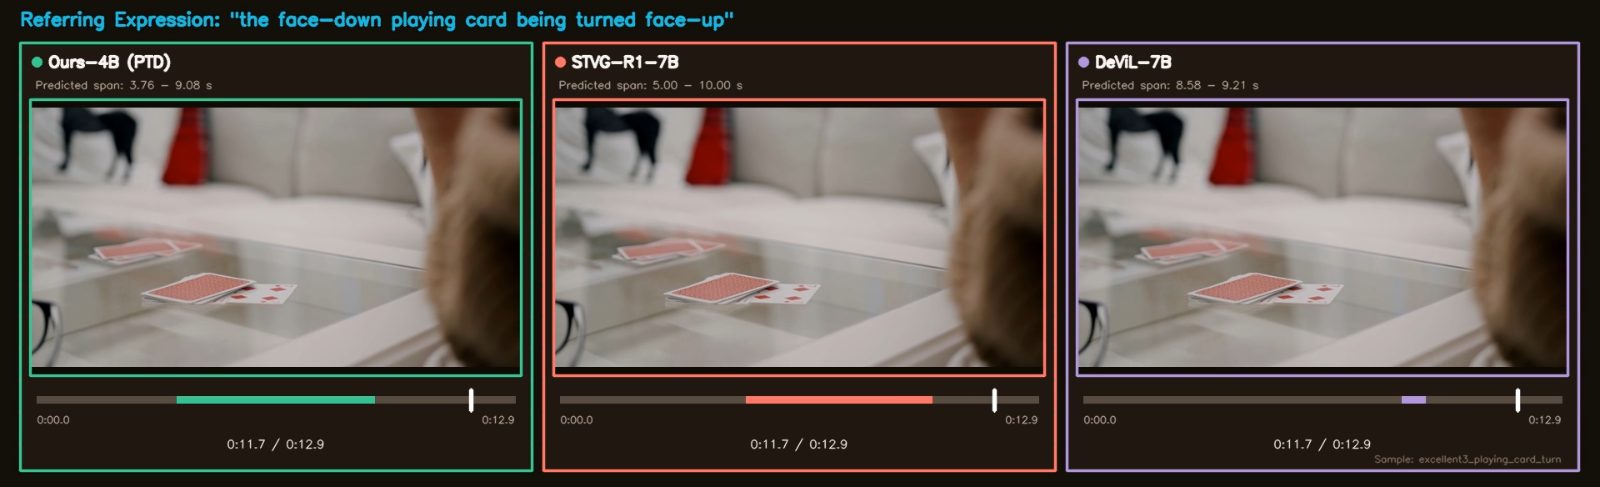 Referring Expression: "the face-down playing card being turned face-up"
Ours-4B (PTD)
Predicted span: 3.76 - 9.08 s
0:00.0
0:12.9
0:11.7 / 0:12.9
STVG-R1-7B
Predicted span: 5.00 - 10.00 s
0:00.0
0:12.9
0:11.7 / 0:12.9
DeViL-7B
Predicted span: 8.58 - 9.21 s
0:00.0
0:12.9
0:11.7 / 0:12.9
Sample: excellent3_playing_card_turn